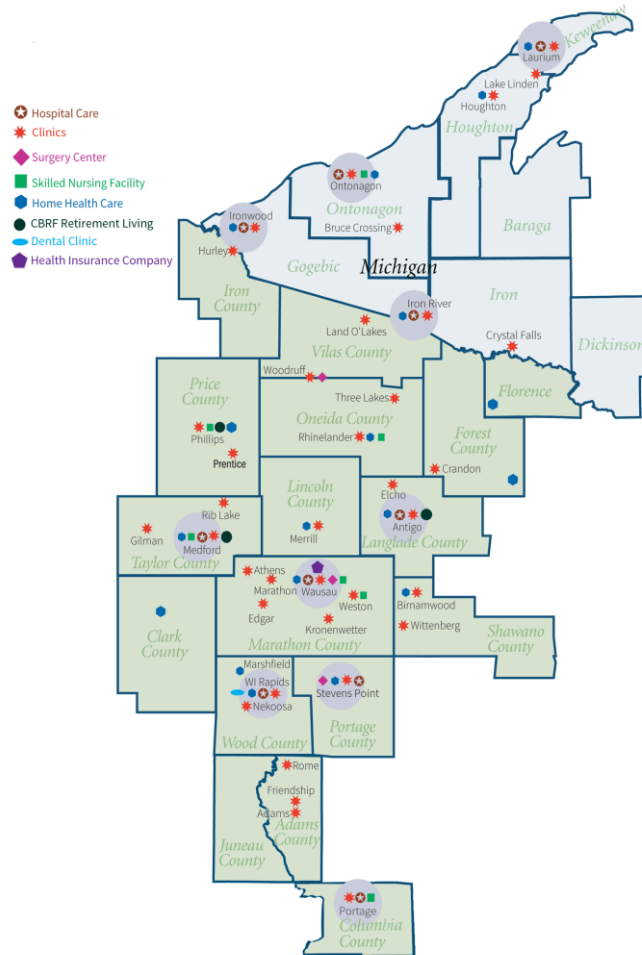 Keweenaw
Laurium
Lake Linden
Houghton
Houghton
Hospital Care
Clinics
Surgery Center
Skilled Nursing Facility
Home Health Care
CBRF Retirement Living
Dental Clinic
Health Insurance Company
Ontonagon
Ontonagon
Ironwood
Bruce Crossing
Baraga
Hurley
Gogebic
Michigan
Iron
County
Iron River
Iron
Land O'Lakes
Crystal Falls
Dickinson
Vilas County
Woodruff
Price
County
Three Lakes
Florence
Oneida County
Phillips
Rhinelander
Forest
County
Prentice
Crandon
Lincoln
County
Elcho
Rib Lake
Gilman
Medford
Taylor County
Merrill
Antigo
Langlade County
Athens
Marathon
Wausau
Weston
Edgar
Kronenwetter
Marathon County
Birnamwood
Wittenberg
Shawano
County
Clark
County
Marshfield
WI Rapids
Nekoosa
Wood County
Stevens Point
Portage
County
Rome
Friendship
Adams
Adams
County
Juneau
County
Portage
Columbia
County